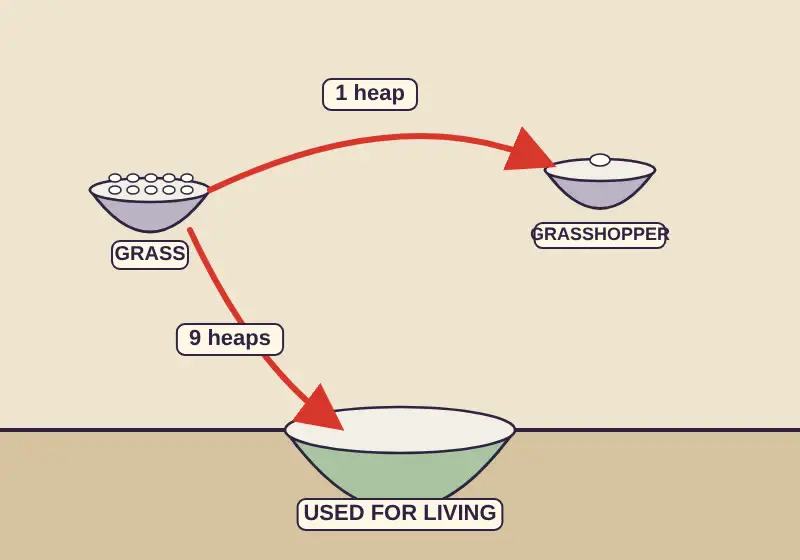 1 heap
GRASS
GRASSHOPPER
9 heaps
USED FOR LIVING